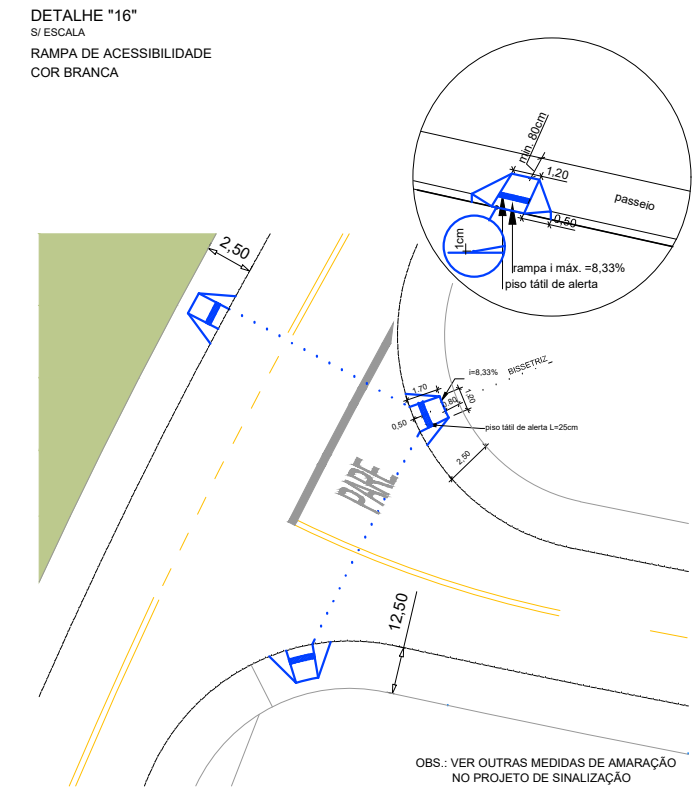 DETALHE "16"
S/ ESCALA
RAMPA DE ACESSIBILIDADE
COR BRANCA
min. 80cm
1,20
passeio
0,50
1cm
rampa i máx. =8,33%
piso tátil de alerta
2,50
i=8,33%
BISSETRIZ
1,70
0,80
1,20
0,50
piso tátil de alerta L=25cm
2,50
PARE
12,50
OBS.: VER OUTRAS MEDIDAS DE AMARAÇÃO
NO PROJETO DE SINALIZAÇÃO